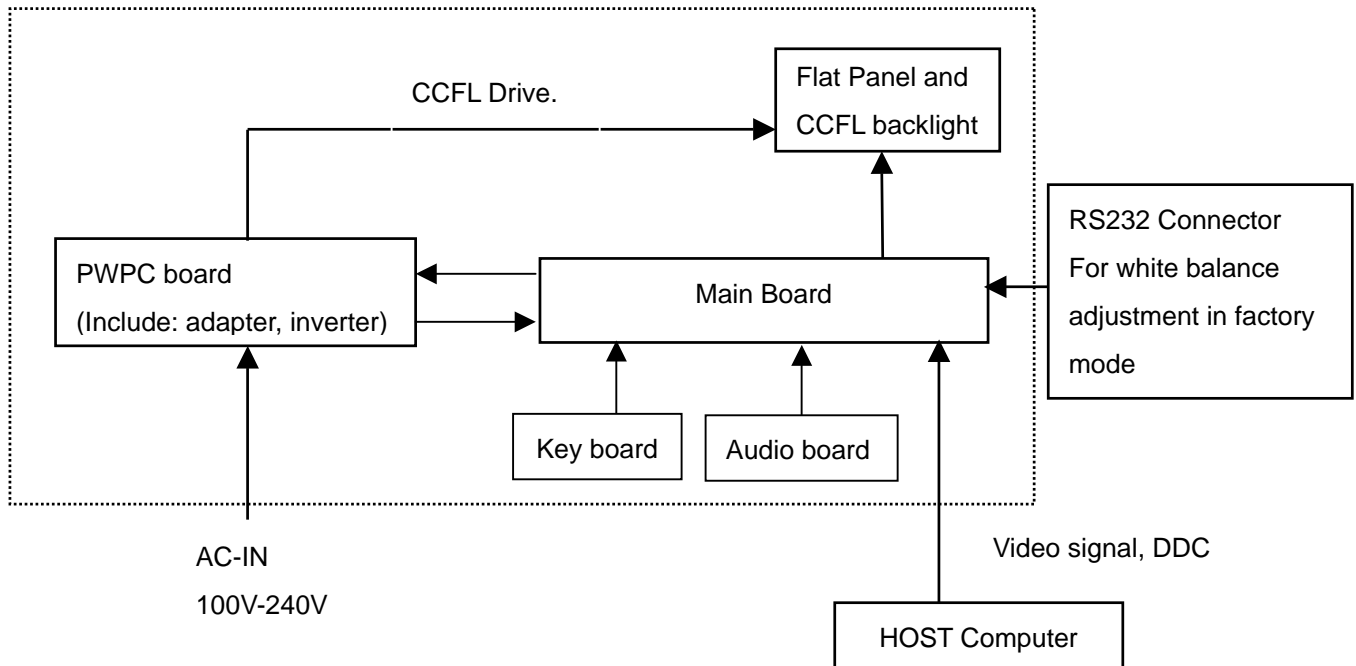 CCFL Drive.
Flat Panel and
CCFL backlight
RS232 Connector
For white balance
adjustment in factory
mode
PWPC board
(Include: adapter, inverter)
Main Board
Key board
Audio board
AC-IN
100V-240V
Video signal, DDC
HOST Computer